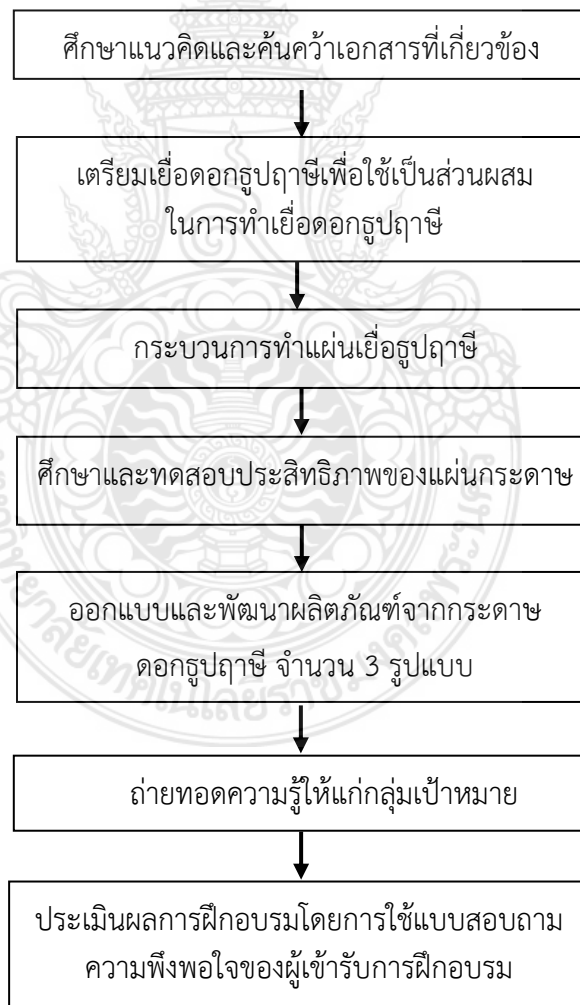 ศึกษาแนวคิดและค้นคว้าเอกสารที่เกี่ยวข้อง
เตรียมเยื่อดอกธูปฤาษีเพื่อใช้เป็นส่วนผสม
ในการทำเยื่อดอกธูปฤาษี
กระบวนการทำแผ่นเยื่อธูปฤาษี
ศึกษาและทดสอบประสิทธิภาพของแผ่นกระดาษ
ออกแบบและพัฒนาผลิตภัณฑ์จากกระดาษ
ดอกธูปฤาษี จำนวน 3 รูปแบบ
ถ่ายทอดความรู้ให้แก่กลุ่มเป้าหมาย
ประเมินผลการฝึกอบรมโดยการใช้แบบสอบถาม
ความพึงพอใจของผู้เข้ารับการฝึกอบรม